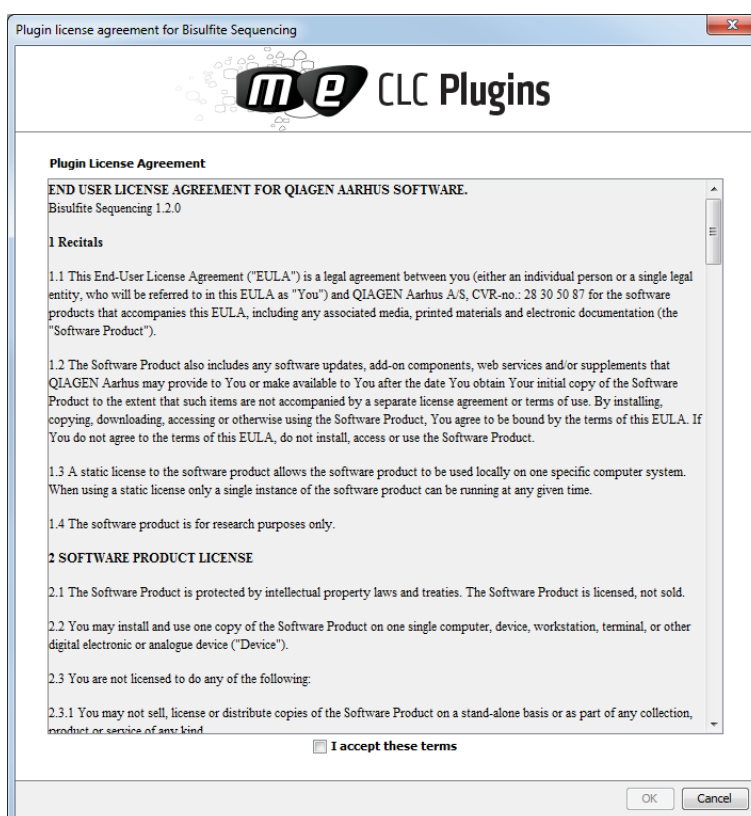 Plugin license agreement for Bisulfite Sequencing
me CLC Plugins
Plugin License Agreement
END USER LICENSE AGREEMENT FOR QIAGEN AARHUS SOFTWARE.
Bisulfite Sequencing 1.2.0
1 Recitals
1.1 This End-User License Agreement ("EULA") is a legal agreement between you (either an individual person or a single legal
entity, who will be referred to in this EULA as "You") and QIAGEN Aarhus A/S, CVR-no.: 28 30 50 87 for the software
products that accompanies this EULA, including any associated media, printed materials and electronic documentation (the
"Software Product").
1.2 The Software Product also includes any software updates, add-on components, web services and/or supplements that
QIAGEN Aarhus may provide to You or make available to You after the date You obtain Your initial copy of the Software
Product to the extent that such items are not accompanied by a separate license agreement or terms of use. By installing,
copying, downloading, accessing or otherwise using the Software Product, You agree to be bound by the terms of this EULA. If
You do not agree to the terms of this EULA, do not install, access or use the Software Product.
1.3 A static license to the software product allows the software product to be used locally on one specific computer system.
When using a static license only a single instance of the software product can be running at any given time.
1.4 The software product is for research purposes only.
2 SOFTWARE PRODUCT LICENSE
2.1 The Software Product is protected by intellectual property laws and treaties. The Software Product is licensed, not sold.
2.2 You may install and use one copy of the Software Product on one single computer, device, workstation, terminal, or other
digital electronic or analogue device ("Device").
2.3 You are not licensed to do any of the following:
2.3.1 You may not sell, license or distribute copies of the Software Product on a stand-alone basis or as part of any collection,
product or service of any kind
I accept these terms
OK Cancel